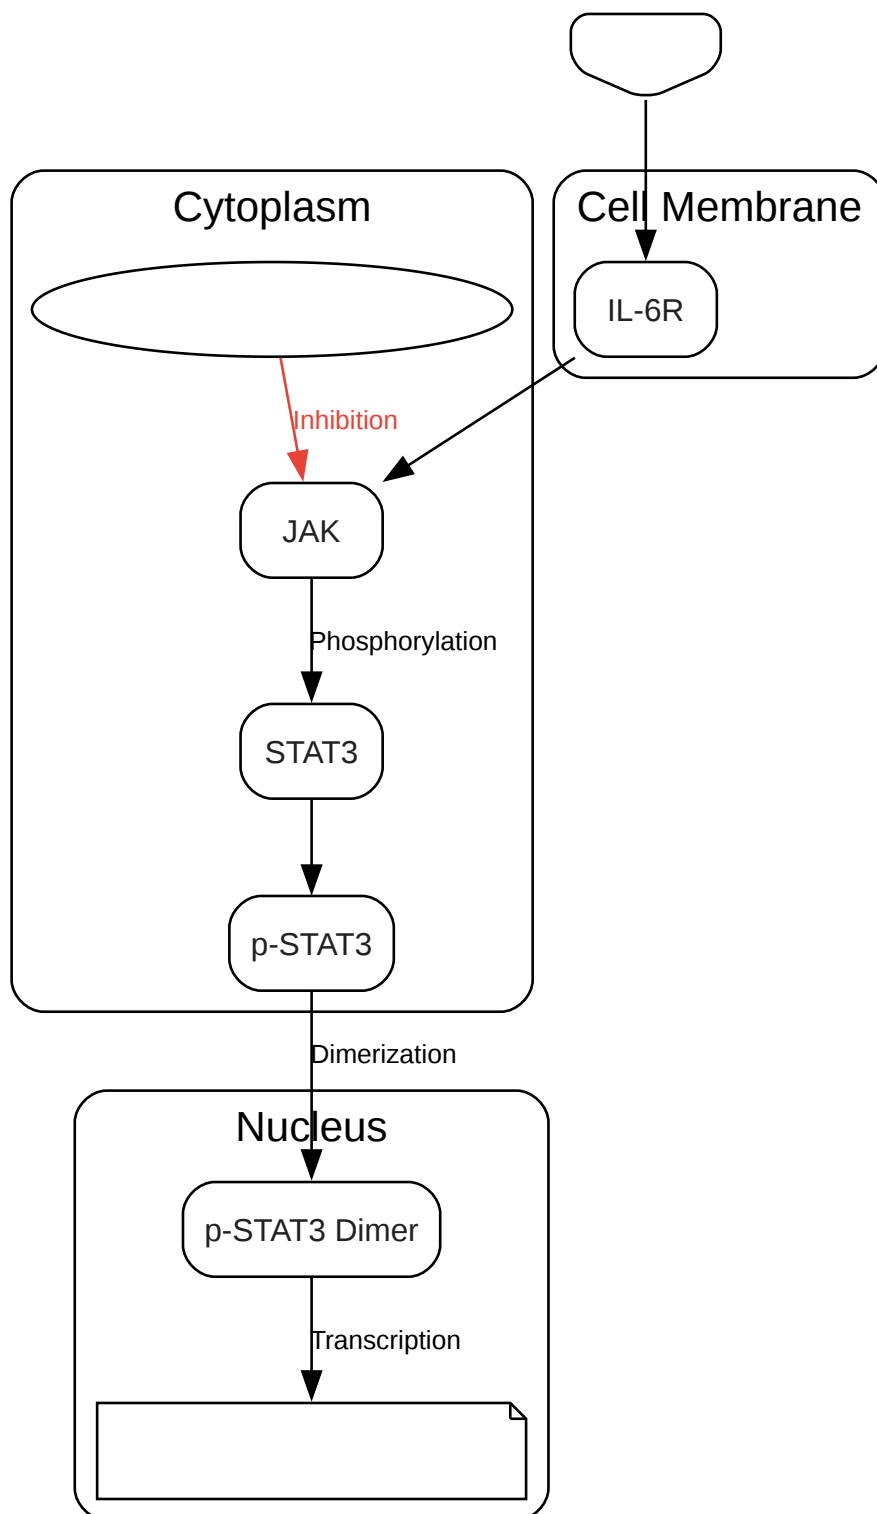 Cytoplasm
Cell Membrane
IL-6R
Inhibition
JAK
Phosphorylation
STAT3
p-STAT3
Dimerization
Nucleus
p-STAT3 Dimer
Transcription